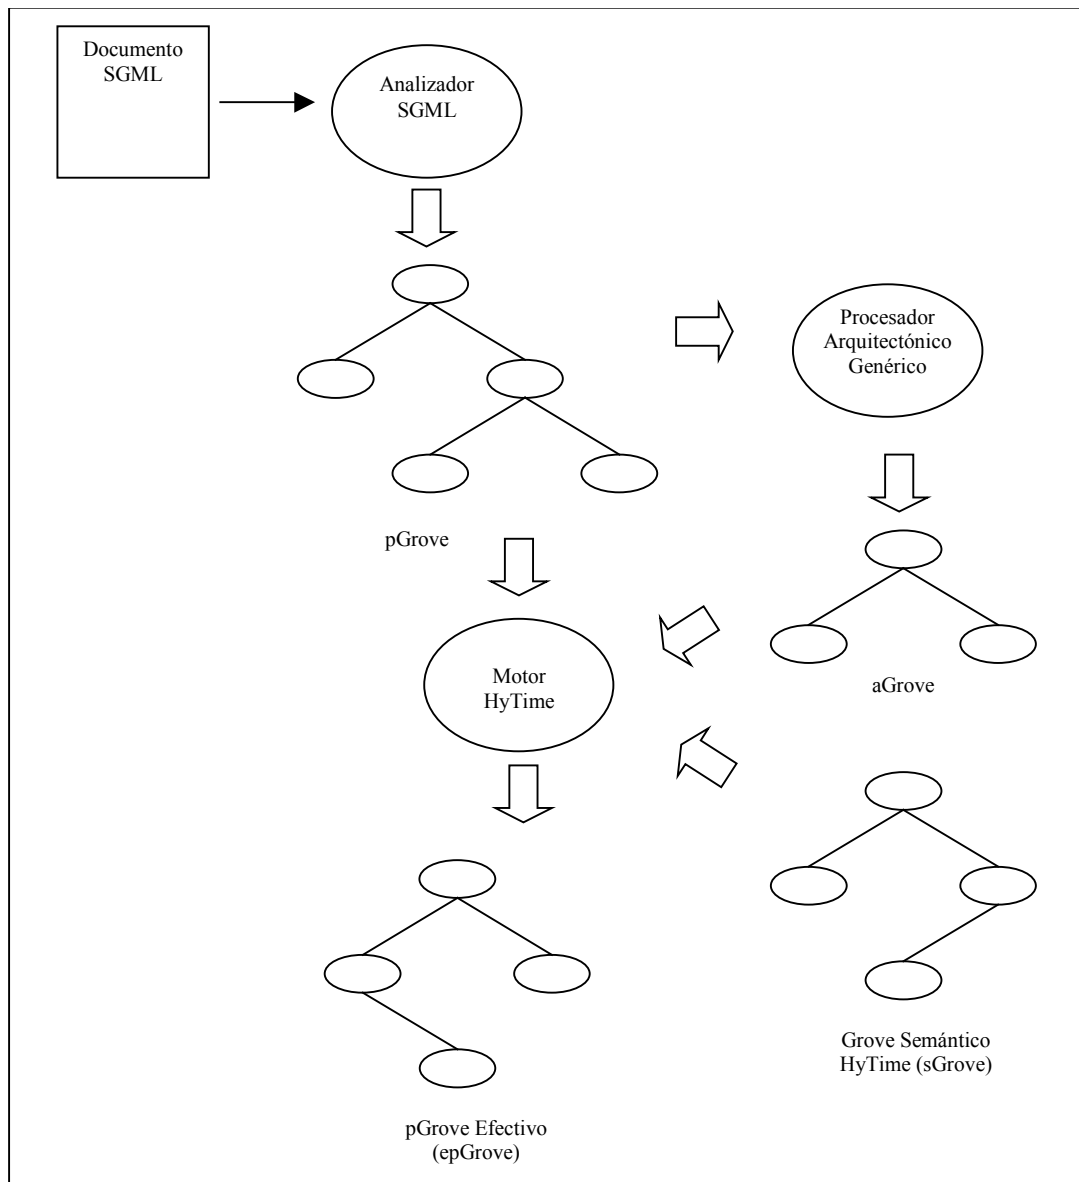 Documento
SGML
Analizador
SGML
Procesador
Arquitectónico
Genérico
pGrove
Motor
HyTime
aGrove
Grove Semántico
HyTime (sGrove)
pGrove Efectivo
(epGrove)